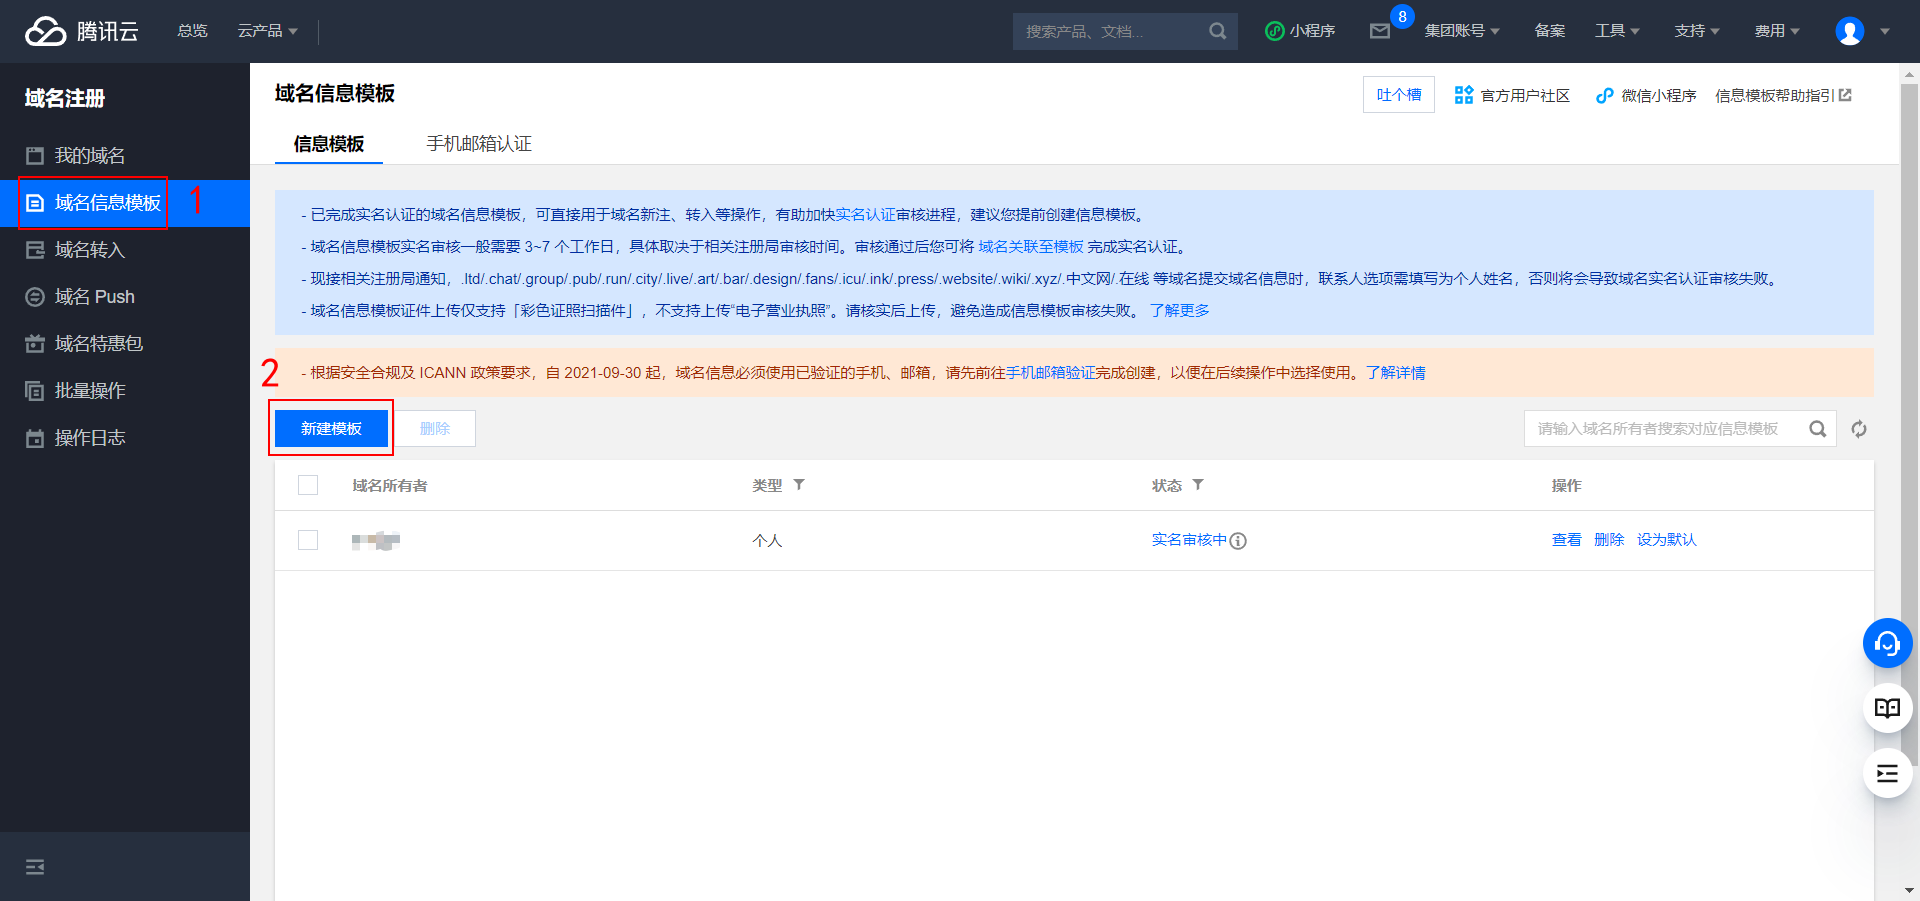 腾讯云
总览
云产品
搜索产品、文档...
小程序
8
集团账号
备案
工具
支持
费用
域名注册
我的域名
域名信息模板
1
域名转入
域名 Push
域名特惠包
批量操作
操作日志
域名信息模板
吐个槽
官方用户社区
微信小程序
信息模板帮助指引
信息模板
手机邮箱认证
- 已完成实名认证的域名信息模板，可直接用于域名新注、转入等操作，有助加快实名认证审核进程，建议您提前创建信息模板。
- 域名信息模板实名审核一般需要 3~7 个工作日，具体取决于相关注册局审核时间。审核通过后您可将 域名关联至模板 完成实名认证。
- 现接相关注册局通知，.ltd/.chat/.group/.pub/.run/.city/.live/.art/.bar/.design/.fans/.icu/.ink/.press/.website/.wiki/.xyz/.中文网/.在线 等域名提交域名信息时，联系人选项需填写为个人姓名，否则将会导致域名实名认证审核失败。
- 域名信息模板证件上传仅支持「彩色证照扫描件」，不支持上传“电子营业执照”。请核实后上传，避免造成信息模板审核失败。 了解更多
2
- 根据安全合规及 ICANN 政策要求，自 2021-09-30 起，域名信息必须使用已验证的手机、邮箱，请先前往手机邮箱验证完成创建，以便在后续操作中选择使用。了解详情
新建模板
删除
请输入域名所有者搜索对应信息模板
域名所有者
类型
状态
操作
个人
实名审核中
查看
删除
设为默认